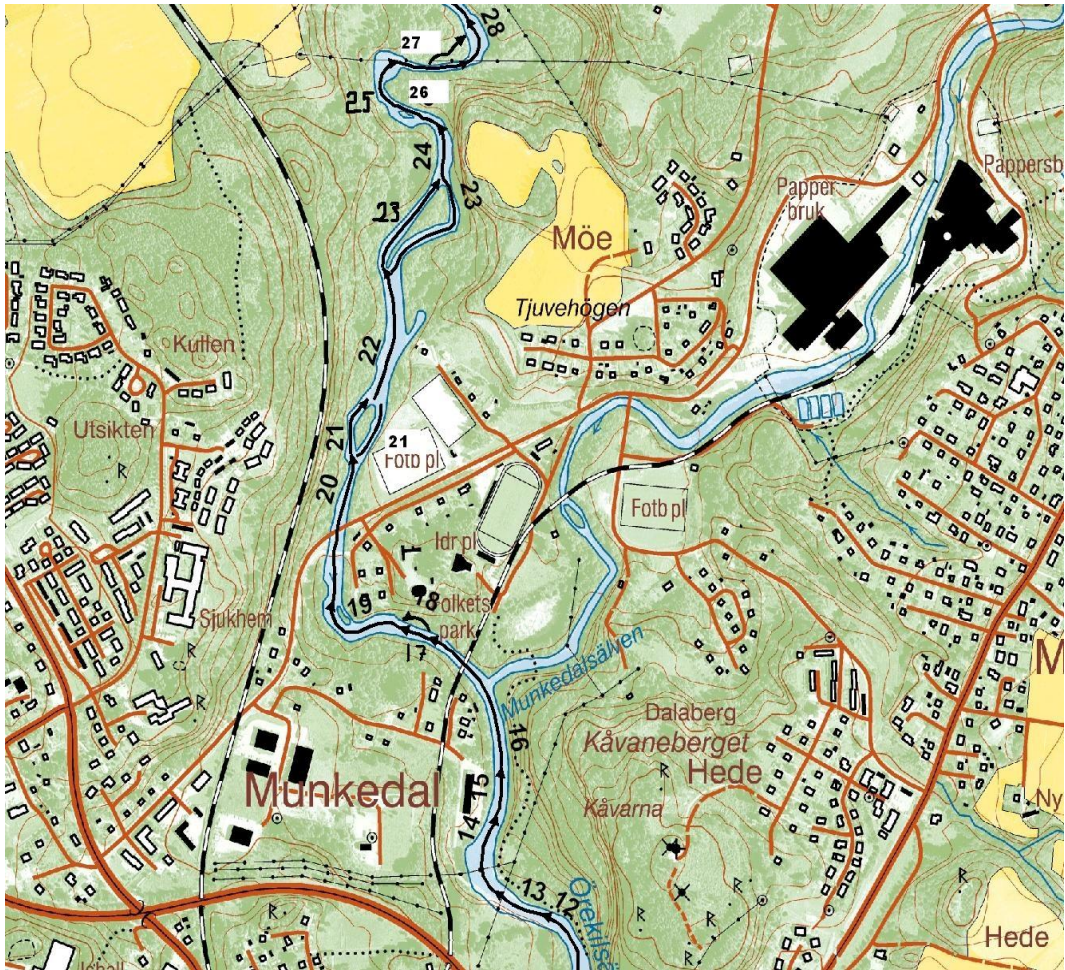 28
27
26
25
24
23
23
Pappersb
Papper
bruk
Möe
Tjuvehögen
22
Kullen
Utsikten
21
21
Fotb pl
20
Fotb pl
Idr pl
19
18
Folkets
park
Sjukhem
17
Munkedalsälven
16
Dalaberg
Kåvaneberget
Hede
M
Munkedal
15
14
Kåvarna
Ny
13
12
Örekilsä
Hede
R
R
R
R
R
R
R
R
R